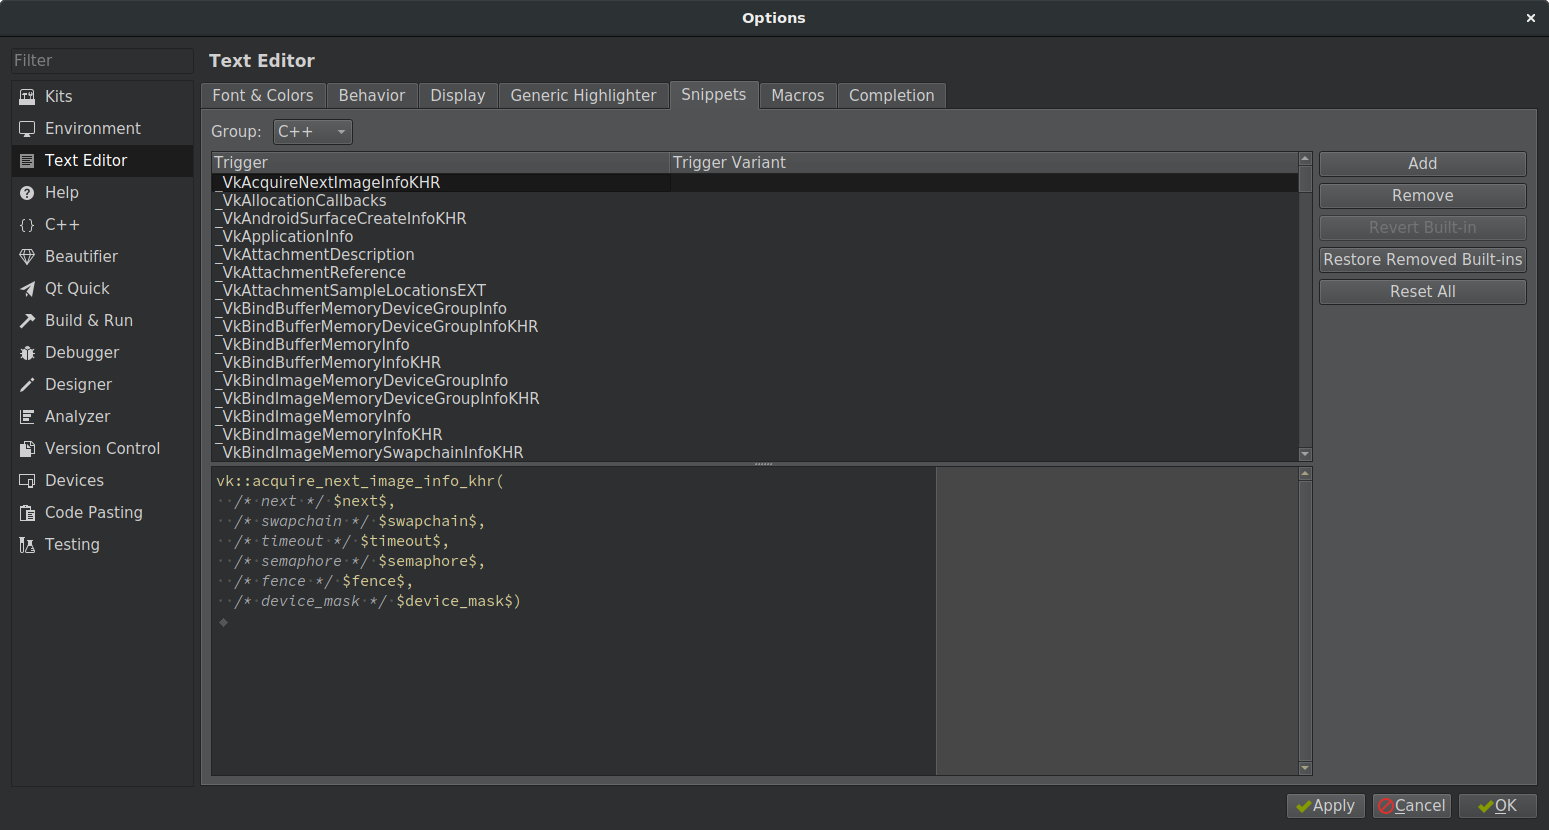 Options
Filter
Kits
Environment
Text Editor
Help
C++
Beautifier
Qt Quick
Build & Run
Debugger
Designer
Analyzer
Version Control
Devices
Code Pasting
Testing
Text Editor
Font & Colors Behavior Display Generic Highlighter Snippets Macros Completion
Group: C++
Trigger Trigger Variant
_VkAcquireNextImageInfoKHR
_VkAllocationCallbacks
_VkAndroidSurfaceCreateInfoKHR
_VkApplicationInfo
_VkAttachmentDescription
_VkAttachmentReference
_VkAttachmentSampleLocationsEXT
_VkBindBufferMemoryDeviceGroupInfo
_VkBindBufferMemoryDeviceGroupInfoKHR
_VkBindBufferMemoryInfo
_VkBindBufferMemoryInfoKHR
_VkBindImageMemoryDeviceGroupInfo
_VkBindImageMemoryDeviceGroupInfoKHR
_VkBindImageMemoryInfo
_VkBindImageMemoryInfoKHR
_VkBindImageMemorySwapchainInfoKHR
Add
Remove
Revert Built-in
Restore Removed Built-ins
Reset All
vk::acquire_next_image_info_khr(
/* next */ $next$,
/* swapchain */ $swapchain$,
/* timeout */ $timeout$,
/* semaphore */ $semaphore$,
/* fence */ $fence$,
/* device_mask */ $device_mask$)
Apply Cancel OK